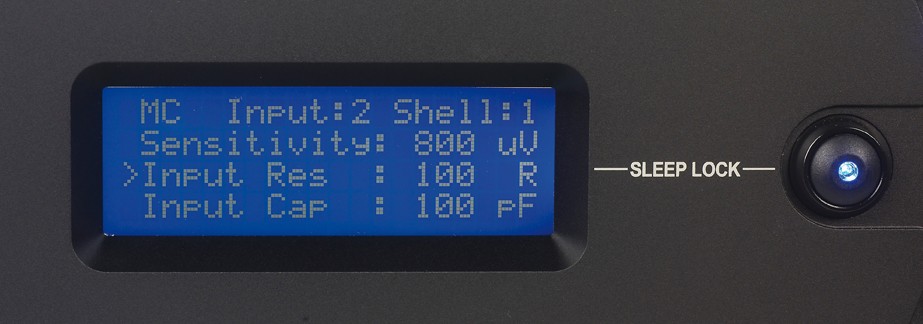 MC Input:2 Shell:1
Sensitivity: 800 uV
>Input Res : 100 R
Input Cap : 100 pF
SLEEP LOCK